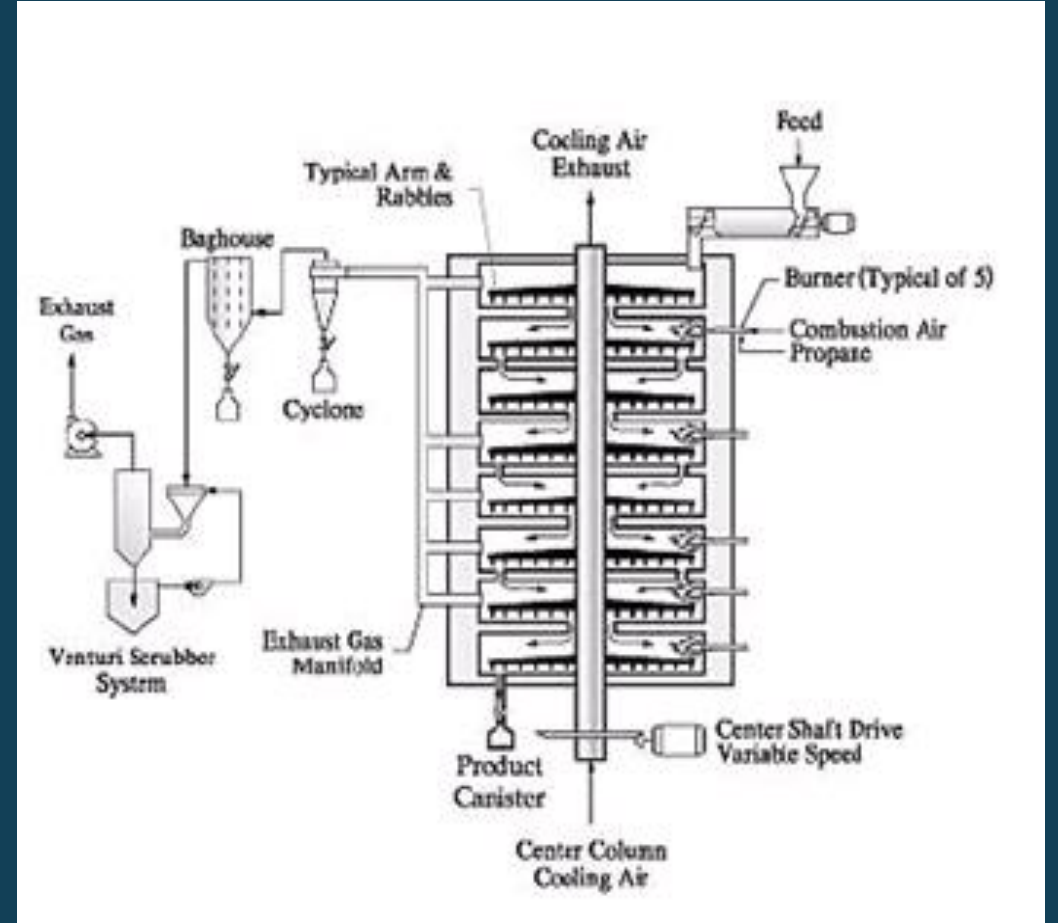 Feed
Cooling Air
Exhaust
Typical Arm &
Rabbles
Baghouse
Burner (Typical of 5)
Exhaust
Gas
Combustion Air
Propane
Cyclone
Exhaust Gas
Manifold
Venturi Scrubber
System
Center Shaft Drive
Variable Speed
Product
Canister
Center Column
Cooling Air